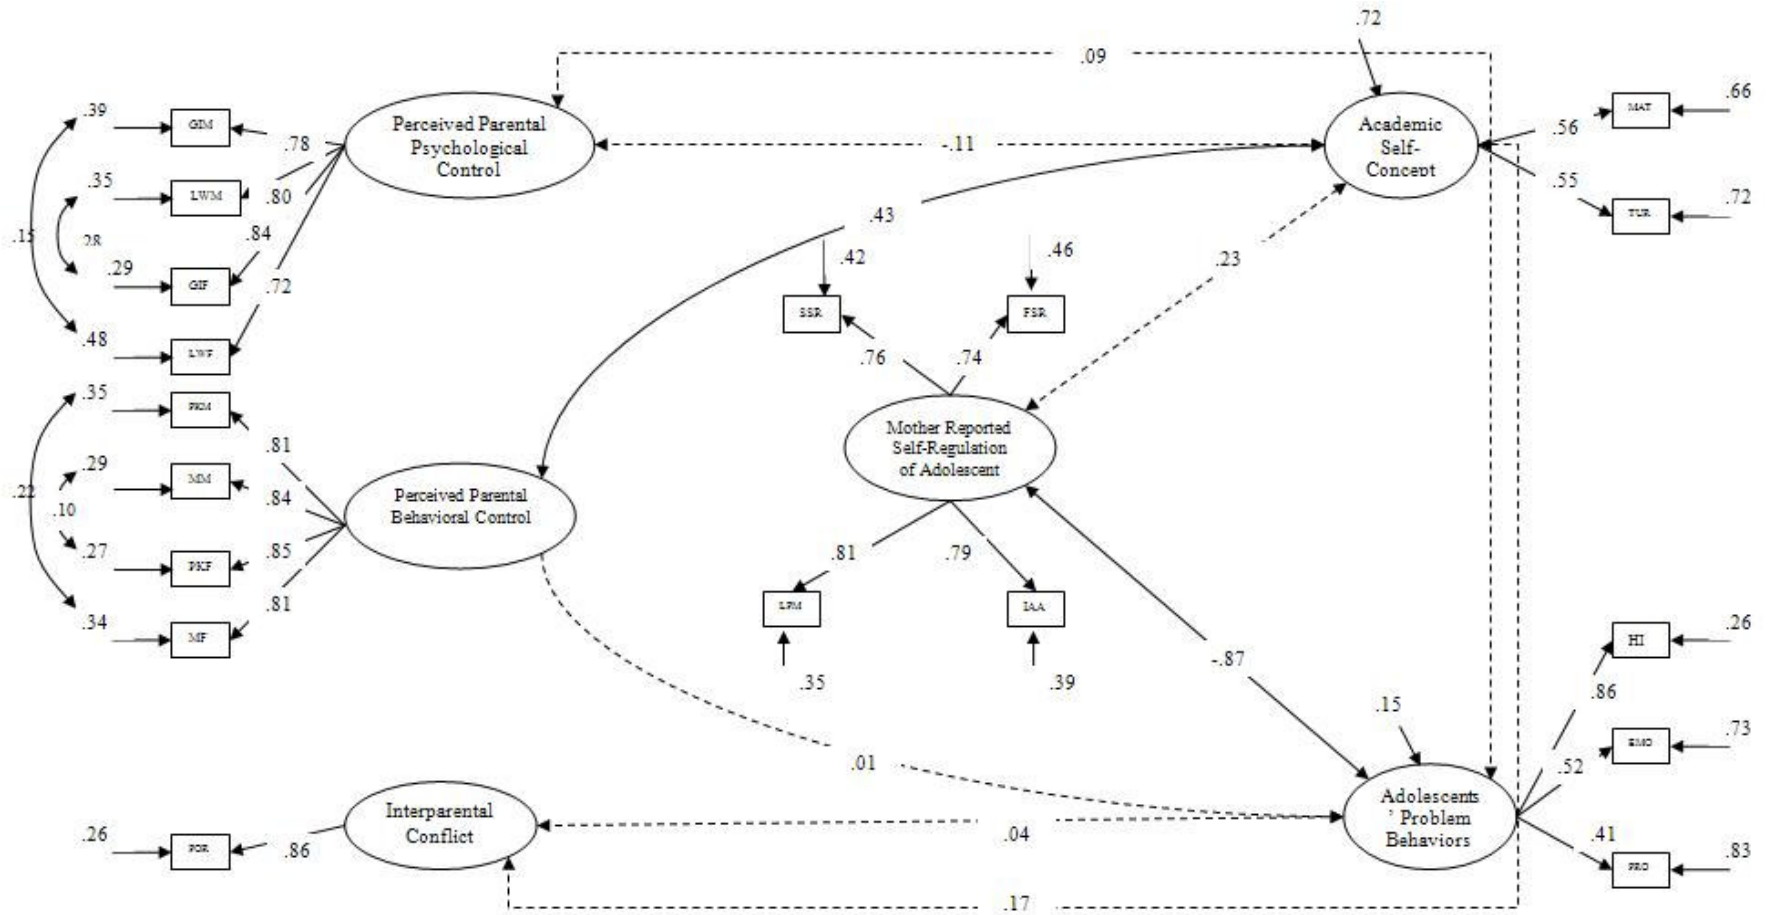 .72
.09
.39
GIM
.78
Perceived Parental
Psychological
Control
-.11
Academic
Self-
Concept
MAT
.66
.56
.35
LWM
.80
.55
TUR
.72
.15
.28
.84
.43
.29
GIF
.72
.42
.46
.23
SSR
FSR
.48
LWF
.76
.74
.35
PKM
.81
Mother Reported
Self-Regulation
of Adolescent
.29
MM
.84
.22
.10
Perceived Parental
Behavioral Control
.27
PKF
.85
.81
.79
.81
LPM
IAA
.34
MF
HI
.26
-.87
.35
.39
.86
.15
EMO
.73
.01
.52
Interparental
Conflict
Adolescents
' Problem
Behaviors
.26
PDR
.86
.04
.41
PRO
.83
.17